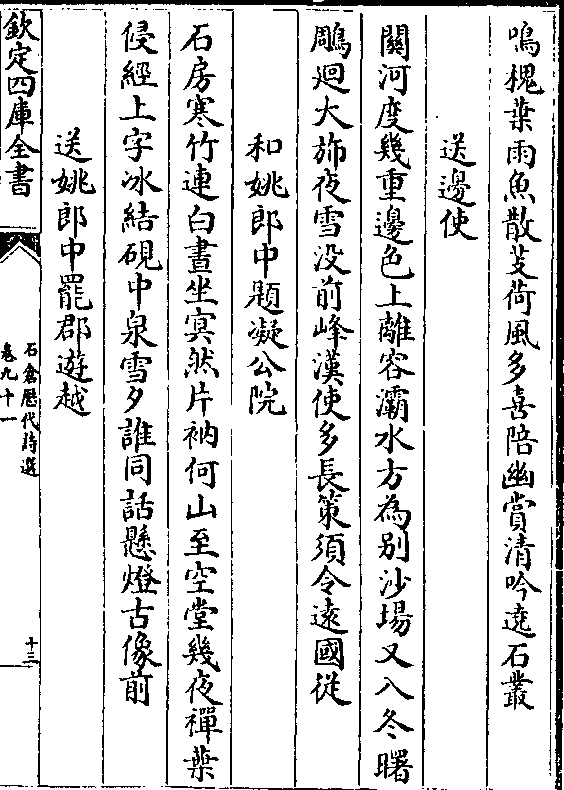 鳴槐葉雨魚散芰荷風多喜陪幽賞清吟遶石叢
送邊使
關河度幾重邊色上離容灞水方為别沙塲又入冬曙
鵰迴大斾夜雪没前峰漢使多長策須令逺國從
和姚郎中題凝公院
石房寒竹連白晝坐㝠然片衲何山至空堂幾夜禪葉
侵經上字冰結硯中泉雪夕誰同話懸燈古像前
送姚郎中罷郡遊越
欽定四庫全書
石倉歷代詩選
卷九十一
十三